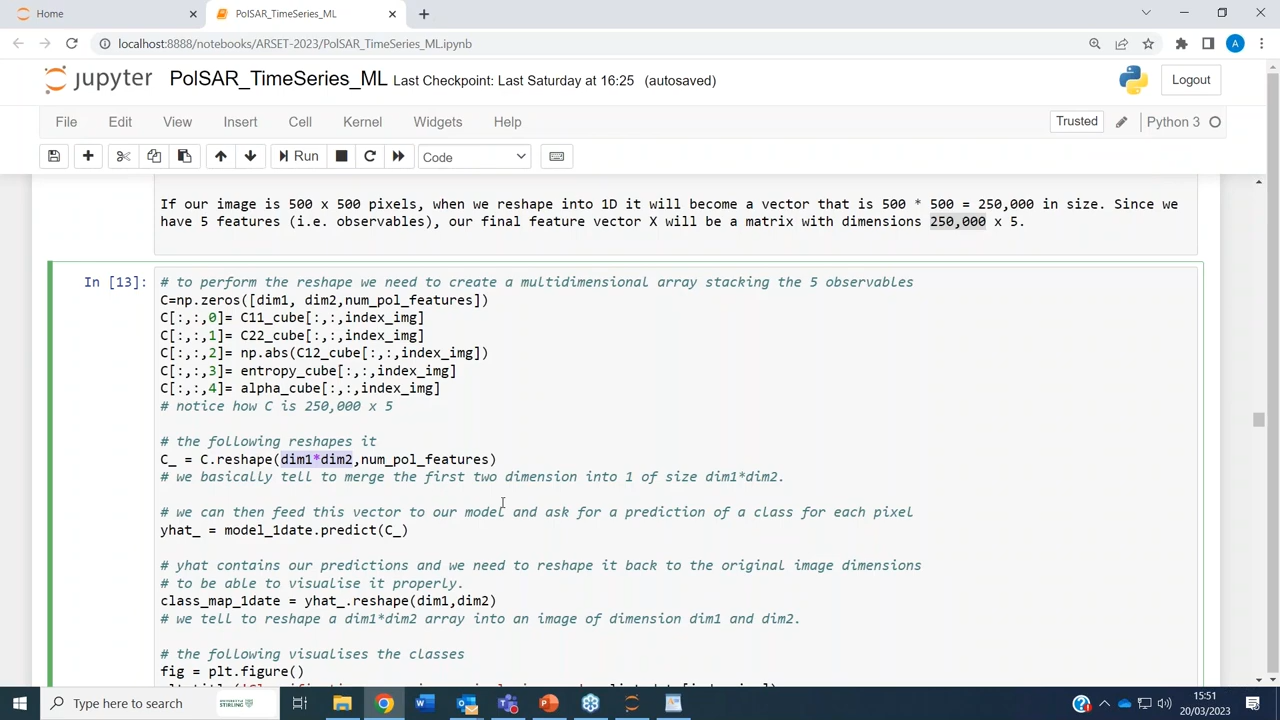 Home
PolSAR_TimeSeries_ML
localhost:8888/notebooks/ARSET-2023/PolSAR_TimeSeries_ML.ipynb
A
jupyter PolSAR_TimeSeries_ML Last Checkpoint: Last Saturday at 16:25 (autosaved)
Logout
File Edit View Insert Cell Kernel Widgets Help
Trusted
Python 3
Run
Code
If our image is 500 x 500 pixels, when we reshape into 1D it will become a vector that is 500 * 500 = 250,000 in size. Since we
have 5 features (i.e. observables), our final feature vector X will be a matrix with dimensions 250,000 x 5.
In [13]:
# to perform the reshape we need to create a multidimensional array stacking the 5 observables
C=np.zeros([dim1, dim2,num_pol_features])
C[:,:,0]= C11_cube[:,:,index_img]
C[:,:,1]= C22_cube[:,:,index_img]
C[:,:,2]= np.abs(C12_cube[:,:,index_img])
C[:,:,3]= entropy_cube[:,:,index_img]
C[:,:,4]= alpha_cube[:,:,index_img]
# notice how C is 250,000 x 5
# the following reshapes it
C_ = C.reshape(dim1*dim2,num_pol_features)
# we basically tell to merge the first two dimension into 1 of size dim1*dim2.
# we can then feed this vector to our model and ask for a prediction of a class for each pixel
yhat_ = model_1date.predict(C_)
# yhat contains our predictions and we need to reshape it back to the original image dimensions
# to be able to visualise it properly.
class_map_1date = yhat_.reshape(dim1,dim2)
# we tell to reshape a dim1*dim2 array into an image of dimension dim1 and dim2.
# the following visualises the classes
fig = plt.figure()
Type here to search
STIRLING
15:51
20/03/2023